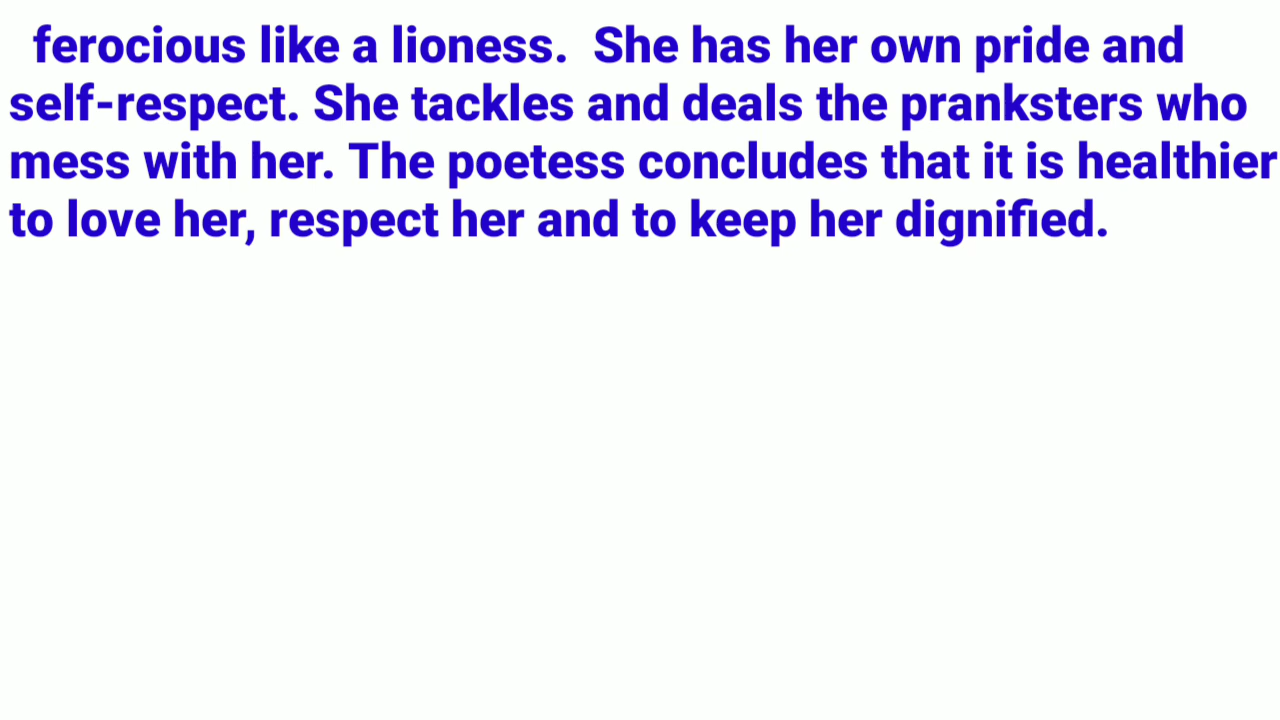 ferocious like a lioness. She has her own pride and
self-respect. She tackles and deals the pranksters who
mess with her. The poetess concludes that it is healthier
to love her, respect her and to keep her dignified.